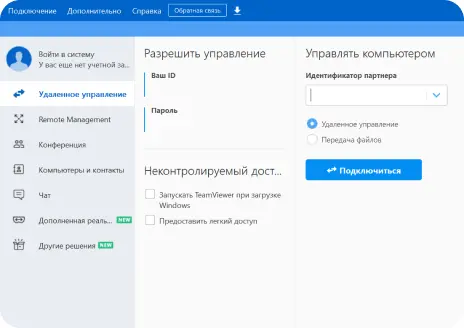 Подключение Дополнительно Справка Обратная связь
Войти в систему
У вас еще нет учетной за...
Удаленное управление
Remote Management
Конференция
Компьютеры и контакты
Чат
Дополненная реаль... NEW
Другие решения NEW
Разрешить управление
Ваш ID
Пароль
Неконтролируемый дост...
Запускать TeamViewer при загрузке
Windows
Предоставить легкий доступ
Управлять компьютером
Идентификатор партнера
Удаленное управление
Передача файлов
Подключиться